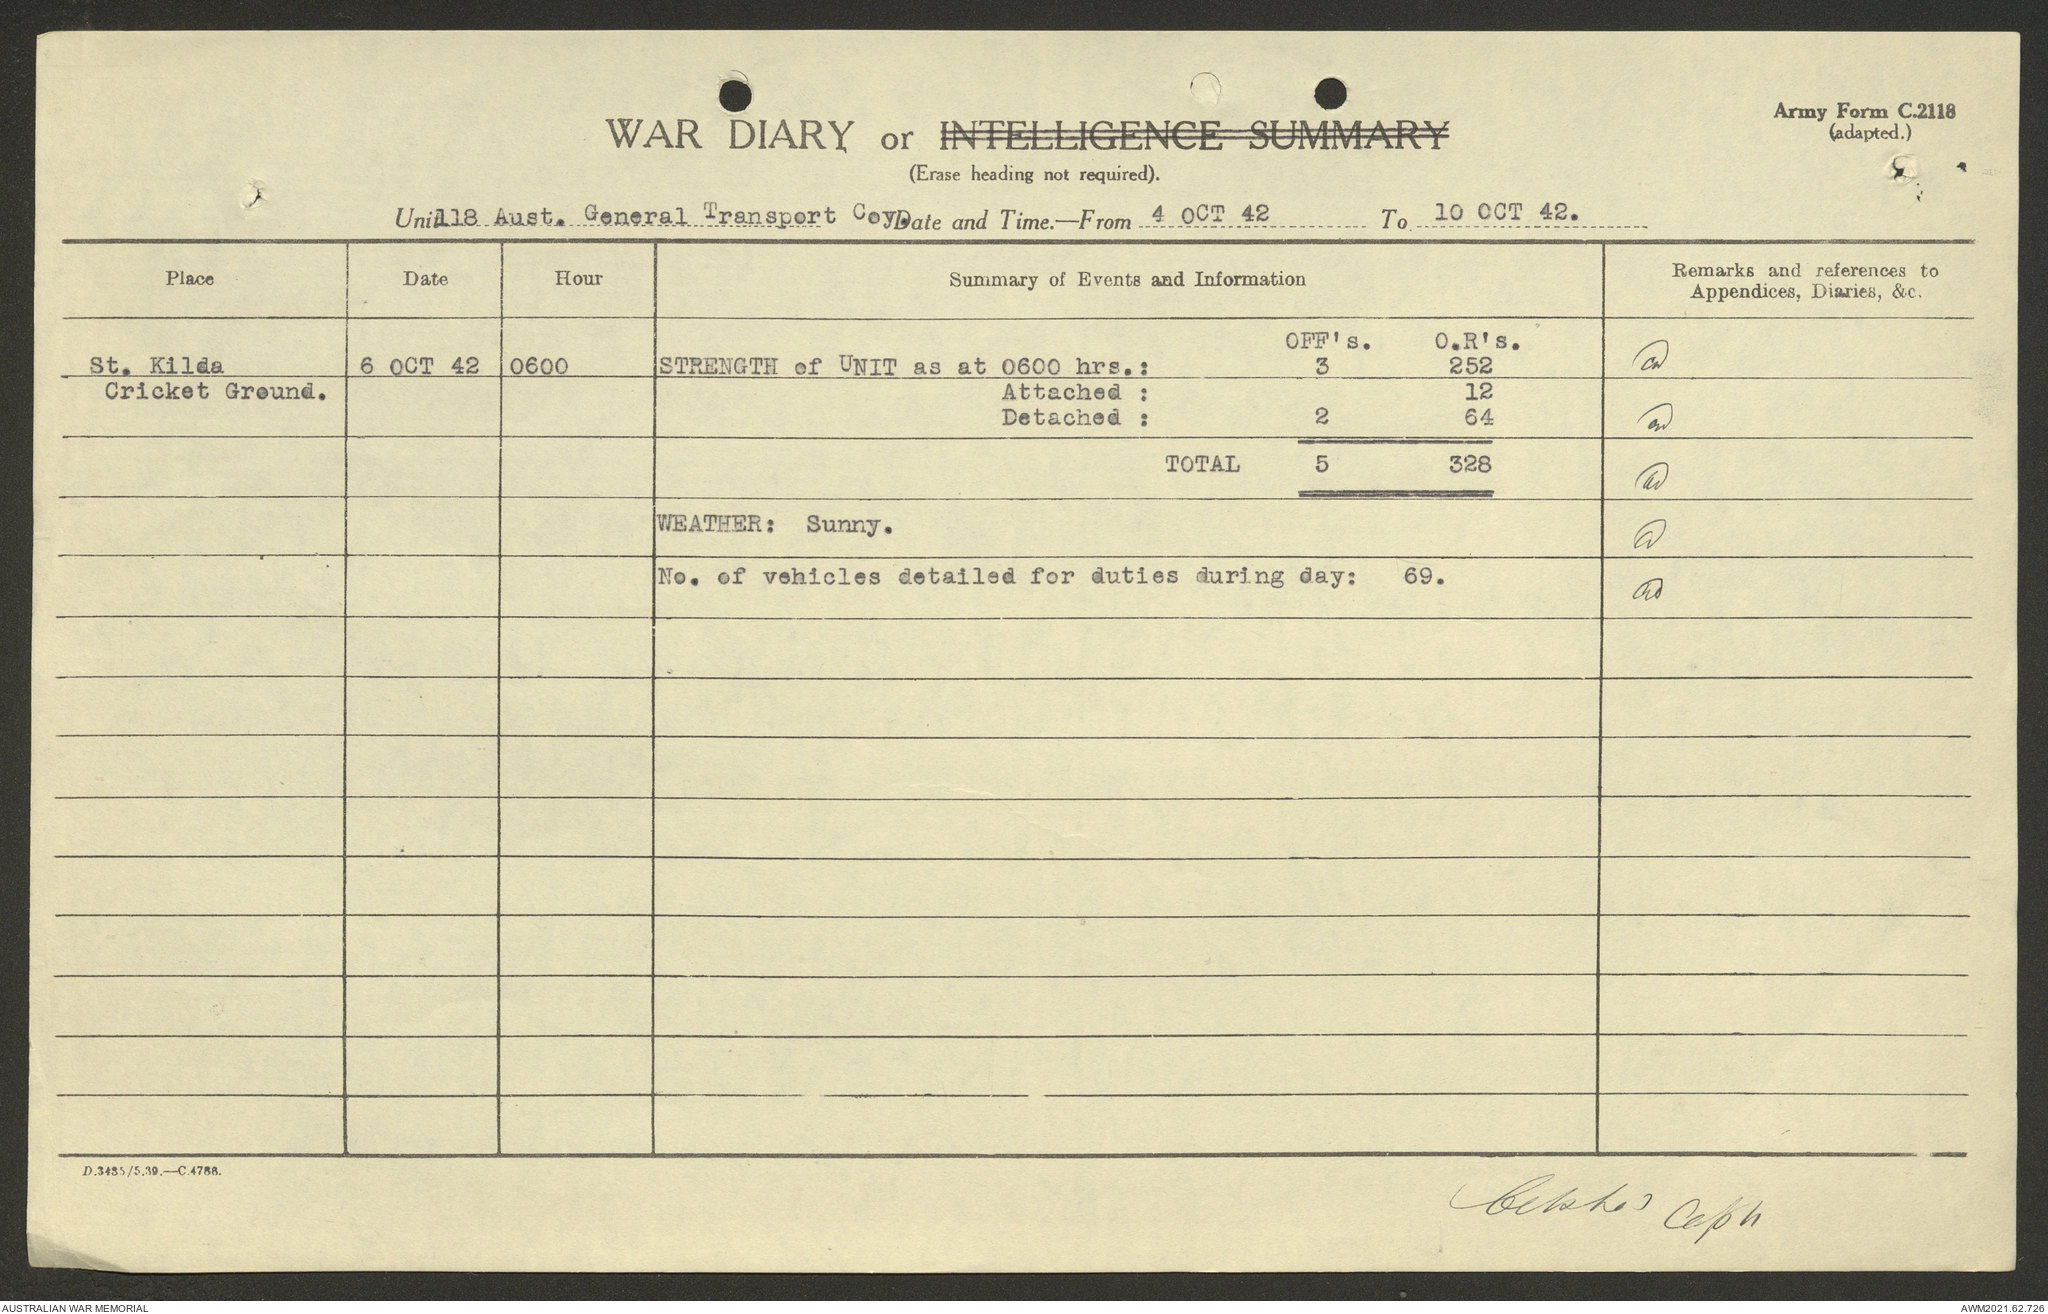 Army Form C.2118
(adapted.)
WAR DIARY or INTELLIGENCE SUMMARY
(Erase heading not required).
Unit 118 Aust. General Transport Coy. Date and Time.—From 4 OCT 42 To 10 OCT 42.
Place Date Hour Summary of Events and Information Remarks and references to
Appendices, Diaries, &c.
OFF's. O.R's.
St. Kilda 6 OCT 42 0600 STRENGTH of UNIT as at 0600 hrs.: 3 252
Cricket Ground. Attached : 12
Detached : 2 64
TOTAL 5 328
WEATHER: Sunny.
No. of vehicles detailed for duties during day: 69.
D.3485/5.39.—C.4788.
Capt
AUSTRALIAN WAR MEMORIAL
AWM2021.62.726